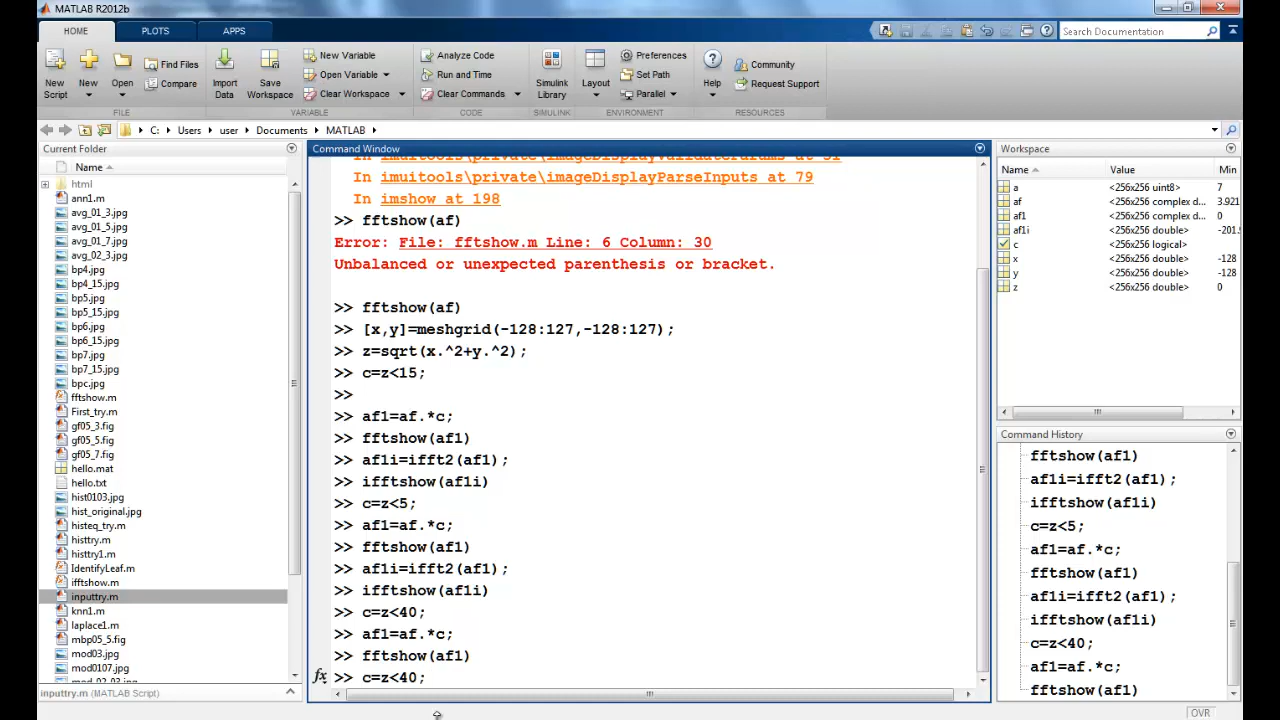 MATLAB R2012b
HOME PLOTS APPS
Search Documentation
New Script
New
Open
Find Files
Compare
Import Data
Save Workspace
New Variable
Open Variable
Clear Workspace
Analyze Code
Run and Time
Clear Commands
Simulink Library
Layout
Preferences
Set Path
Parallel
Help
Community
Request Support
FILE VARIABLE CODE SIMULINK ENVIRONMENT RESOURCES
C: Users user Documents MATLAB
Current Folder
Name
html
ann1.m
avg_01_3.jpg
avg_01_5.jpg
avg_01_7.jpg
avg_02_3.jpg
bp4.jpg
bp4_15.jpg
bp5.jpg
bp5_15.jpg
bp6.jpg
bp6_15.jpg
bp7.jpg
bp7_15.jpg
bpc.jpg
fftshow.m
First_try.m
gf05_3.fig
gf05_5.fig
gf05_7.fig
hello.mat
hello.txt
hist0103.jpg
hist_original.jpg
histeq_try.m
histtry.m
histtry1.m
IdentifyLeaf.m
ifftshow.m
inputtry.m
knn1.m
laplace1.m
mbp05_5.fig
mod03.jpg
mod0107.jpg
inputtry.m (MATLAB Script)
Command Window
In imuitools\private\imageDisplayParseInputs at 79
In imshow at 198
>> fftshow(af)
Error: File: fftshow.m Line: 6 Column: 30
Unbalanced or unexpected parenthesis or bracket.
>> fftshow(af)
>> [x,y]=meshgrid(-128:127,-128:127);
>> z=sqrt(x.^2+y.^2);
>> c=z<15;
>>
>> af1=af.*c;
>> fftshow(af1)
>> af1i=ifft2(af1);
>> ifftshow(af1i)
>> c=z<5;
>> af1=af.*c;
>> fftshow(af1)
>> af1i=ifft2(af1);
>> ifftshow(af1i)
>> c=z<40;
>> af1=af.*c;
>> fftshow(af1)
fx >> c=z<40;
Workspace
Name Value Min
a <256x256 uint8> 7
af <256x256 complex d... 3.921
af1 <256x256 complex d... 0
af1i <256x256 double> -201.
c <256x256 logical>
x <256x256 double> -128
y <256x256 double> -128
z <256x256 double> 0
Command History
fftshow(af1)
af1i=ifft2(af1);
ifftshow(af1i)
c=z<5;
af1=af.*c;
fftshow(af1)
af1i=ifft2(af1);
ifftshow(af1i)
c=z<40;
af1=af.*c;
fftshow(af1)
OVR